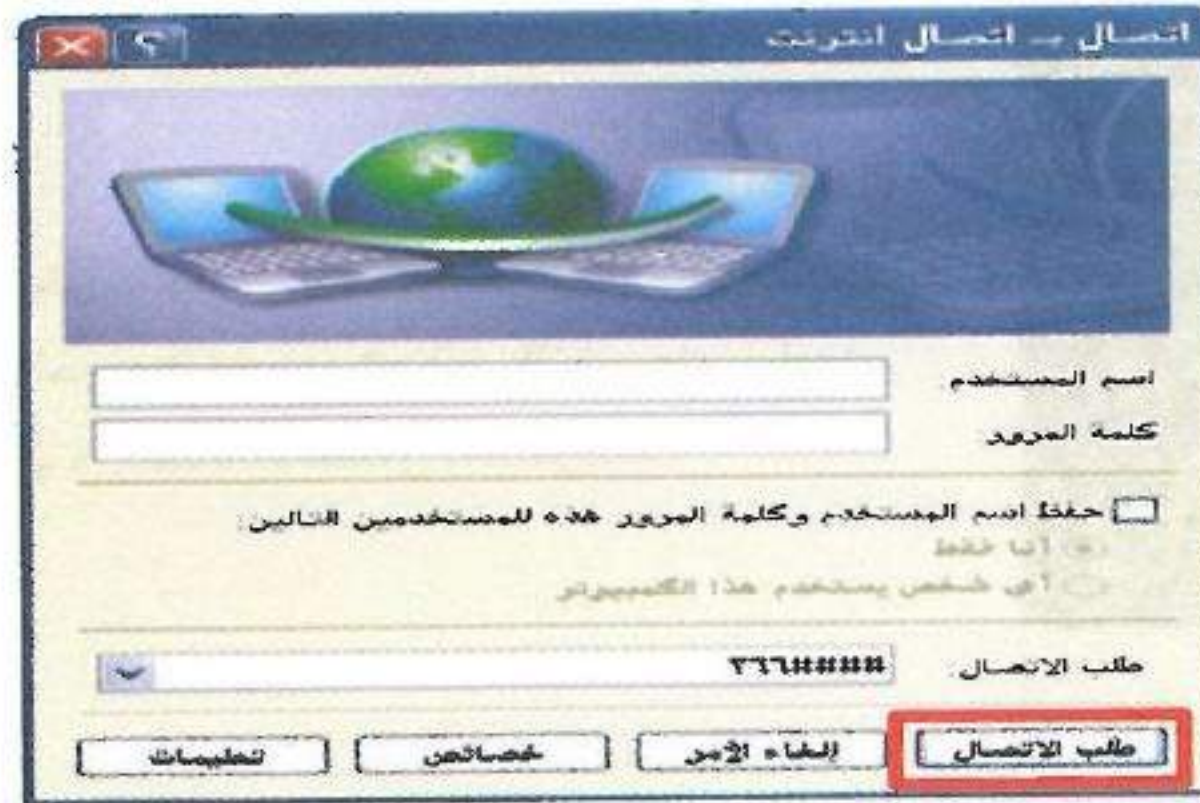 اتصال - اتصال انترنت
اسم المستخدم
كلمة المرور
حفظ اسم المستخدم وكلمة المرور هذه للمستخدمين التالين:
أنا فقط
أي شخص يستخدم هذا الكمبيوتر
طلب الاتصال: ٣٦٦####
طلب الاتصال
إلغاء الأمر
خصائص
تعليمات